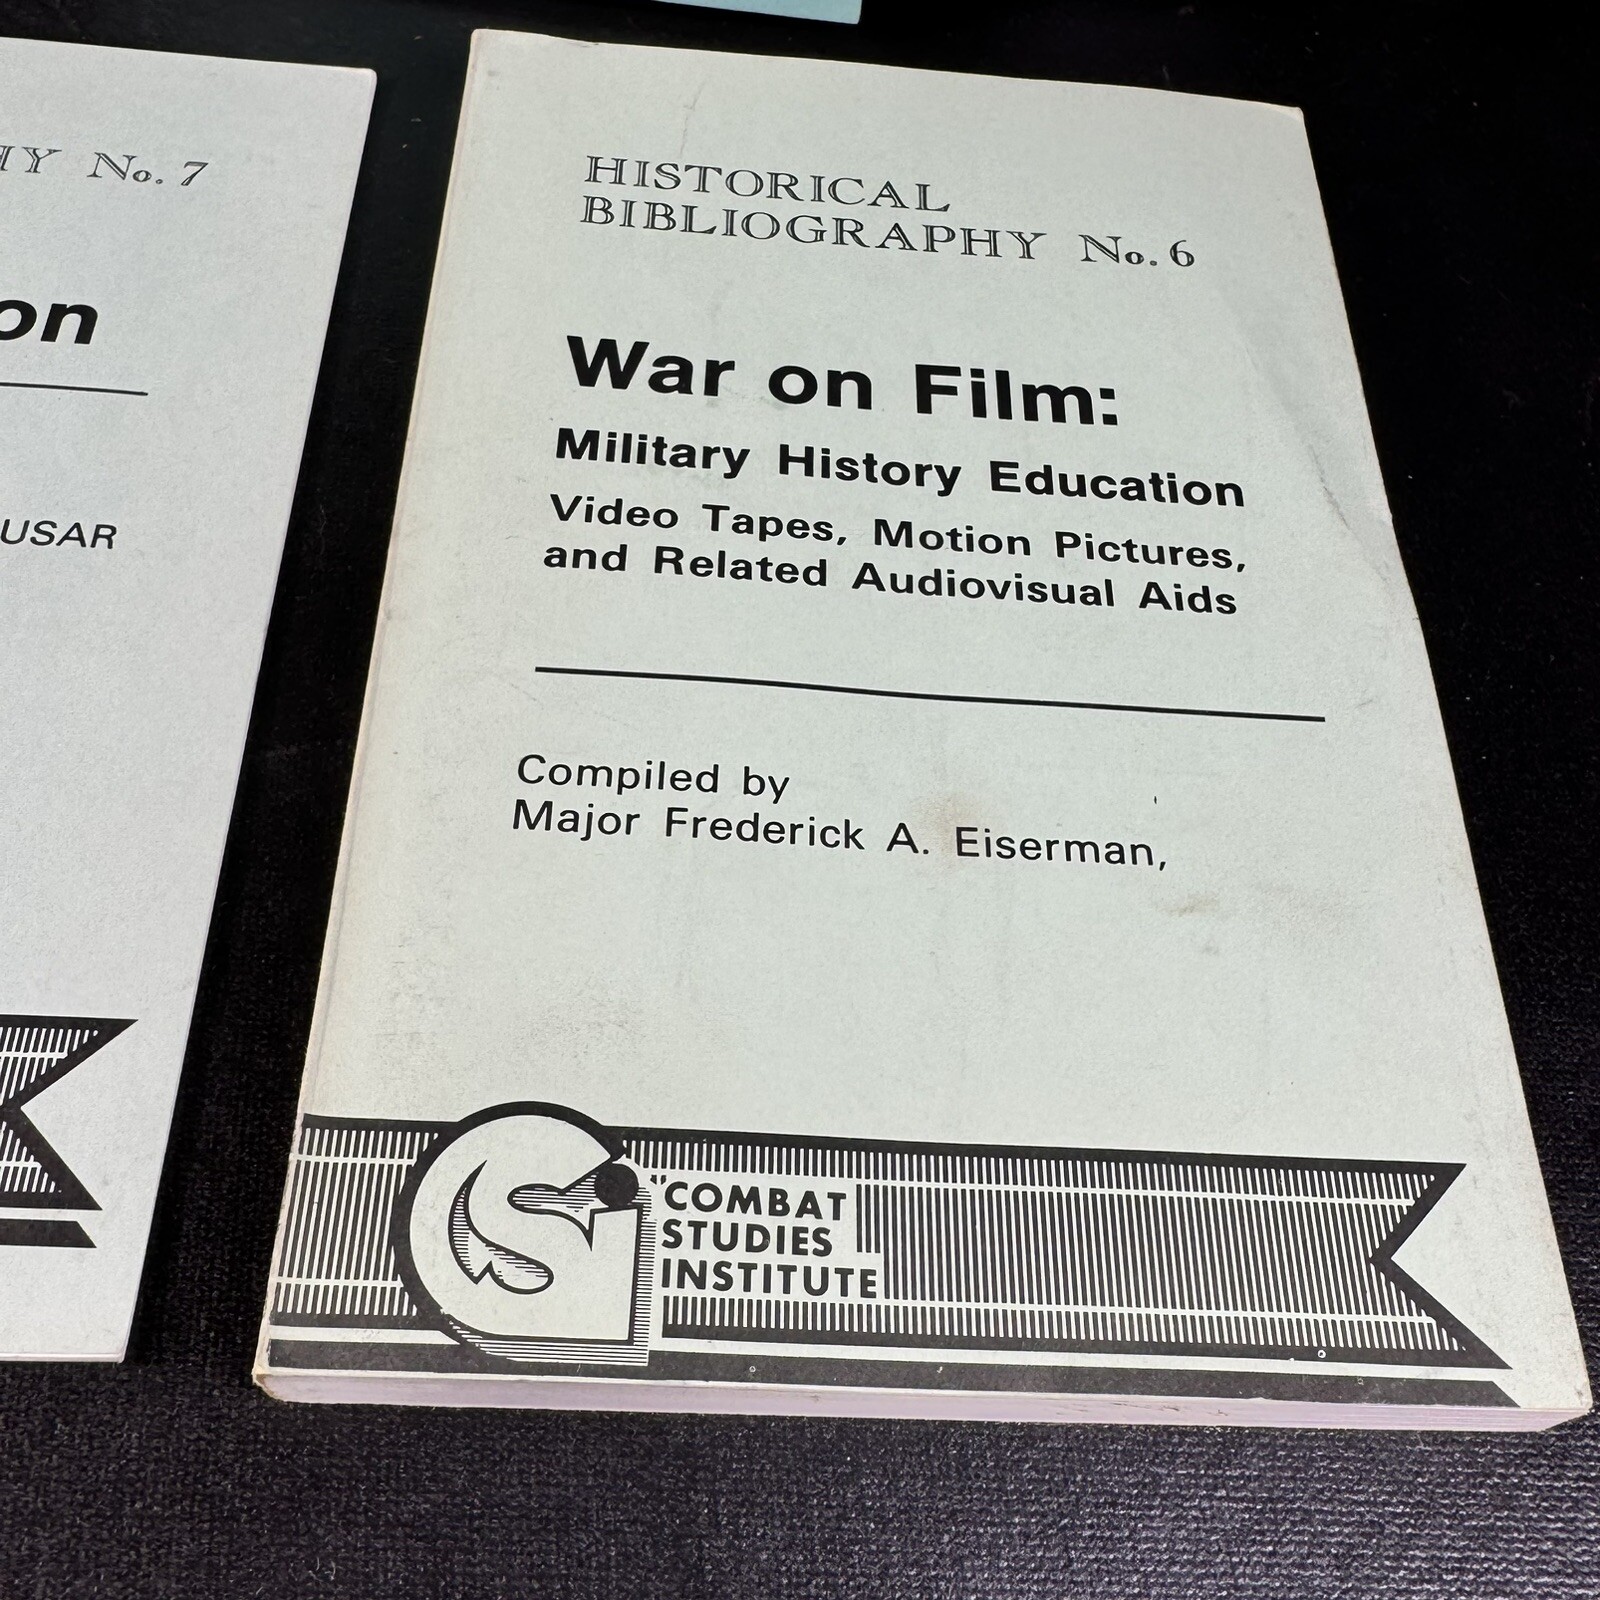 No. 7
USAR
HISTORICAL
BIBLIOGRAPHY No. 6
War on Film:
Military History Education
Video Tapes, Motion Pictures,
and Related Audiovisual Aids
Compiled by
Major Frederick A. Eiserman,
COMBAT
STUDIES
INSTITUTE